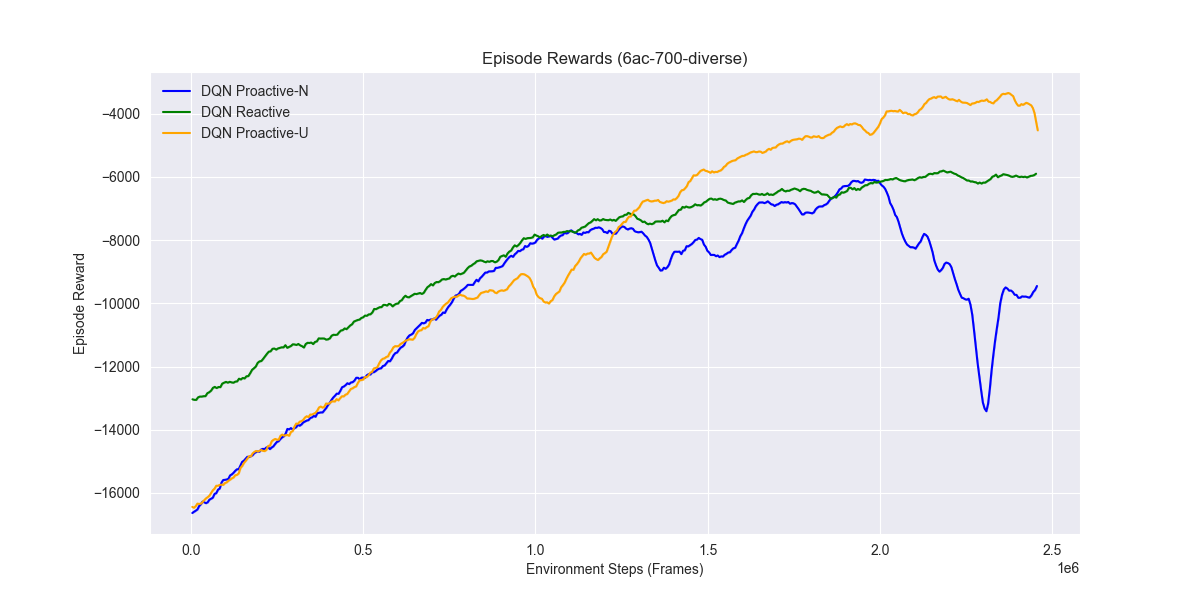 Episode Rewards (6ac-700-diverse)
DQN Proactive-N
DQN Reactive
DQN Proactive-U
−4000
−6000
−8000
−10000
−12000
−14000
−16000
Episode Reward
0.0 0.5 1.0 1.5 2.0 2.5
1e6
Environment Steps (Frames)